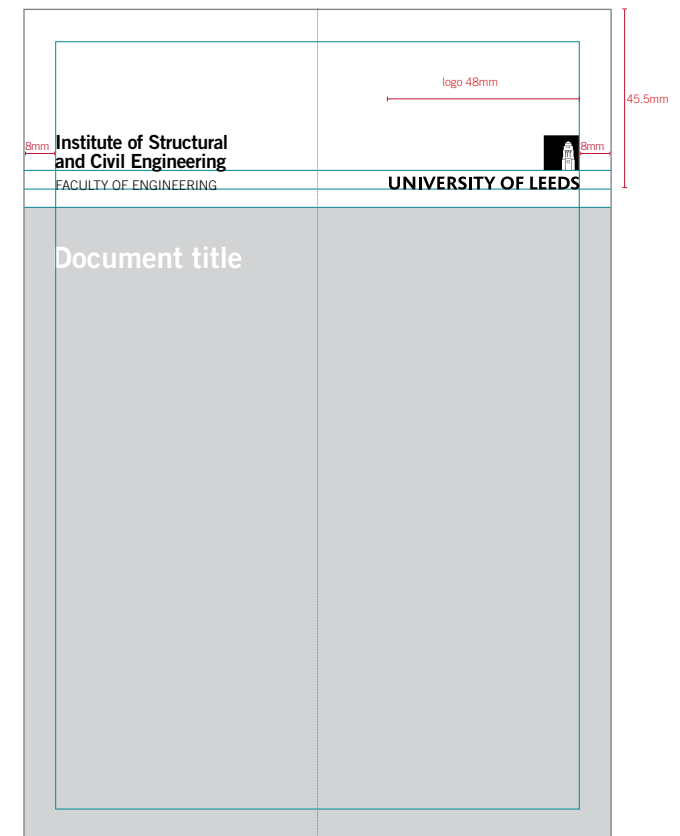 logo 48mm
45.5mm
8mm
Institute of Structural
and Civil Engineering
8mm
FACULTY OF ENGINEERING
UNIVERSITY OF LEEDS
Document title